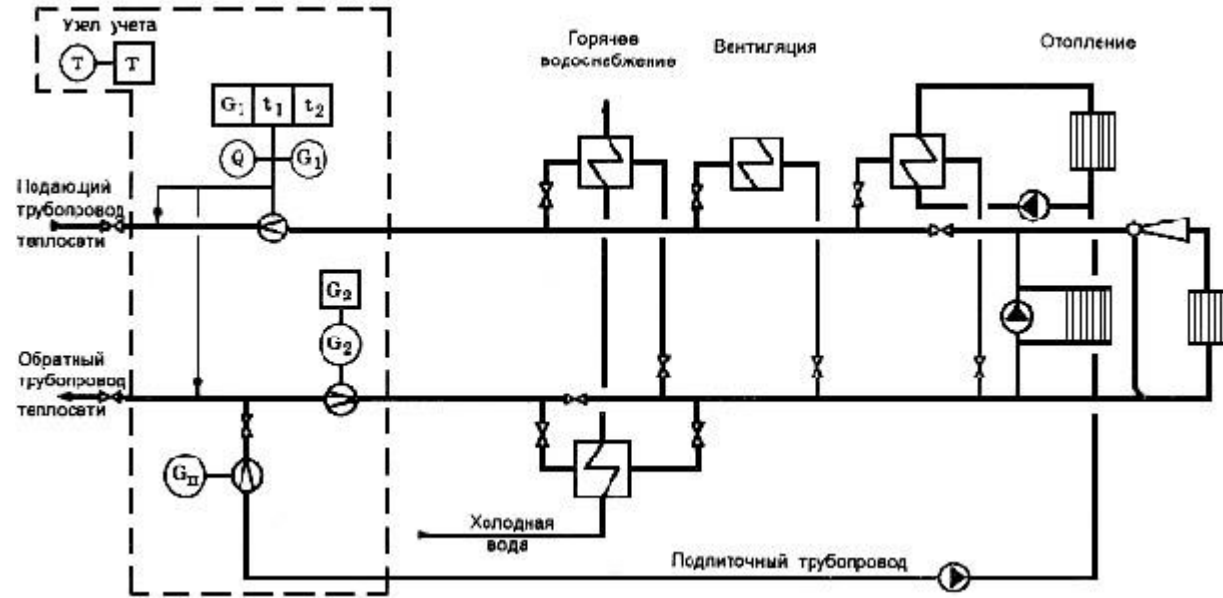 Узел учета
T T
G₁ t₁ t₂
Q G₁
Горячее
водоснабжение
Вентиляция
Отопление
Подающий
трубопровод
теплосети
G₂
G₂
Обратный
трубопровод
теплосети
Gп
Холодная
вода
Подпиточный трубопровод